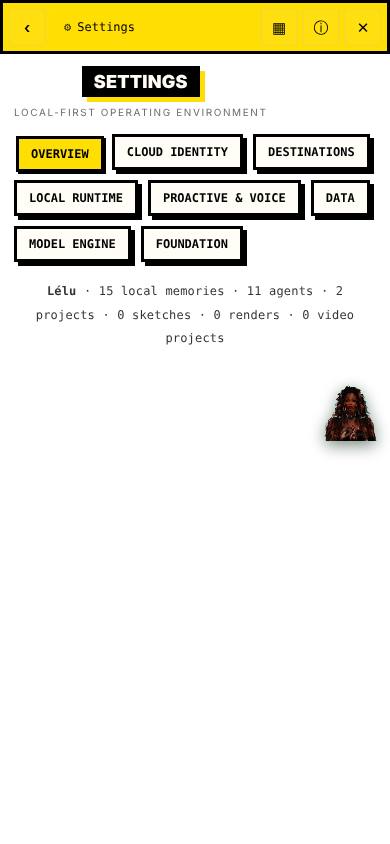 ‹ ⚙ Settings ▦ ⓘ ✕
SETTINGS
LOCAL-FIRST OPERATING ENVIRONMENT
OVERVIEW CLOUD IDENTITY DESTINATIONS
LOCAL RUNTIME PROACTIVE & VOICE DATA
MODEL ENGINE FOUNDATION
Lélu · 15 local memories · 11 agents · 2
projects · 0 sketches · 0 renders · 0 video
projects